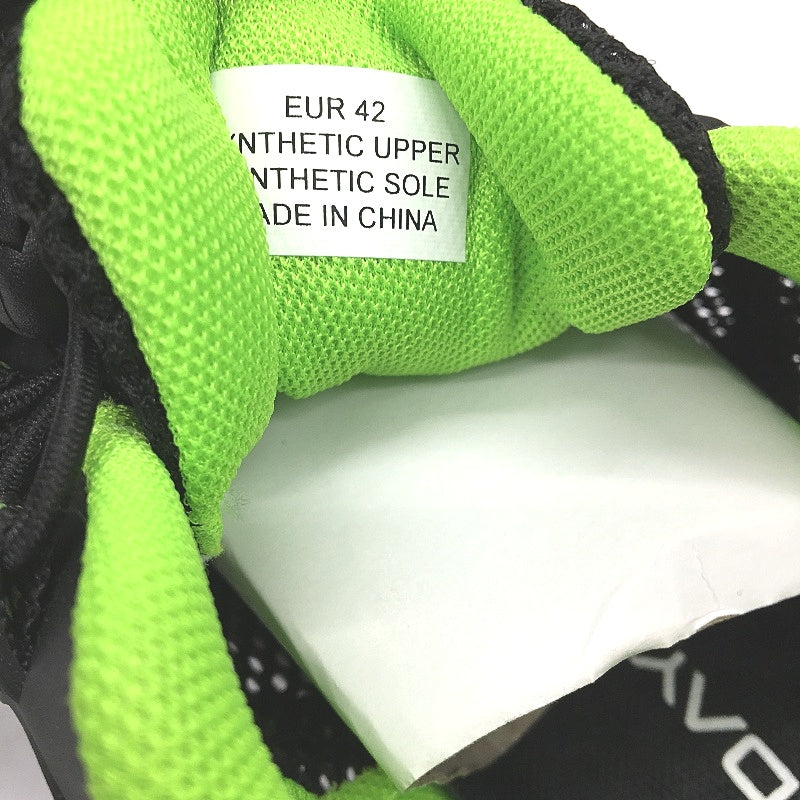 EUR 42
YNTHETIC UPPER
NTHETIC SOLE
ADE IN CHINA